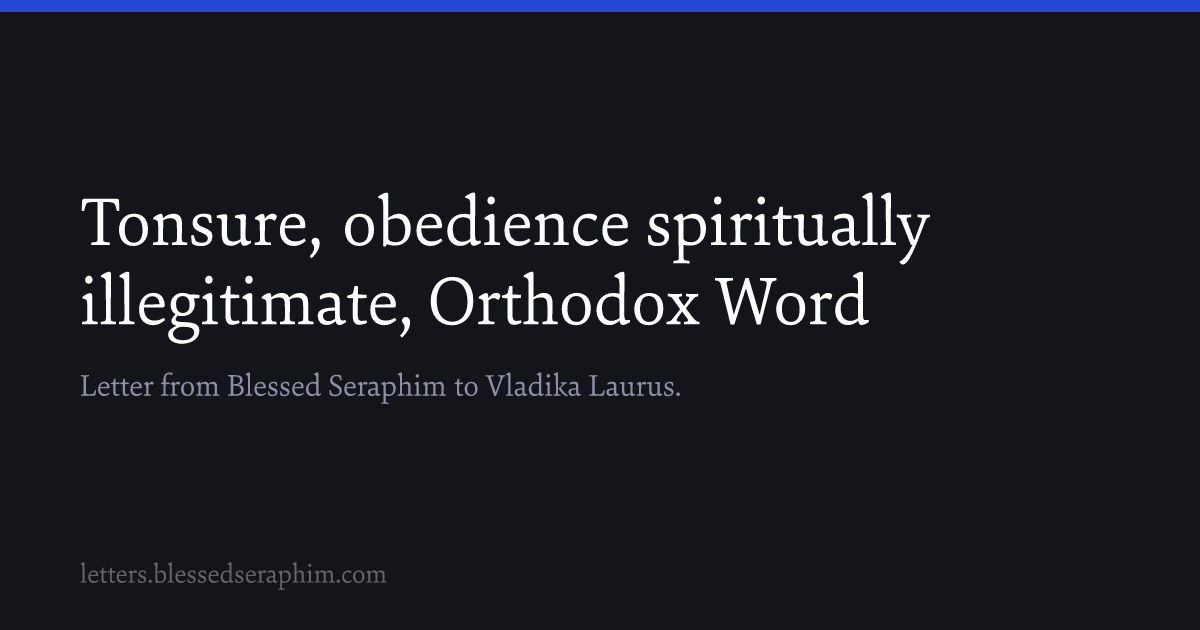 Tonsure, obedience spiritually
illegitimate, Orthodox Word
Letter from Blessed Seraphim to Vladika Laurus.
letters.blessedseraphim.com